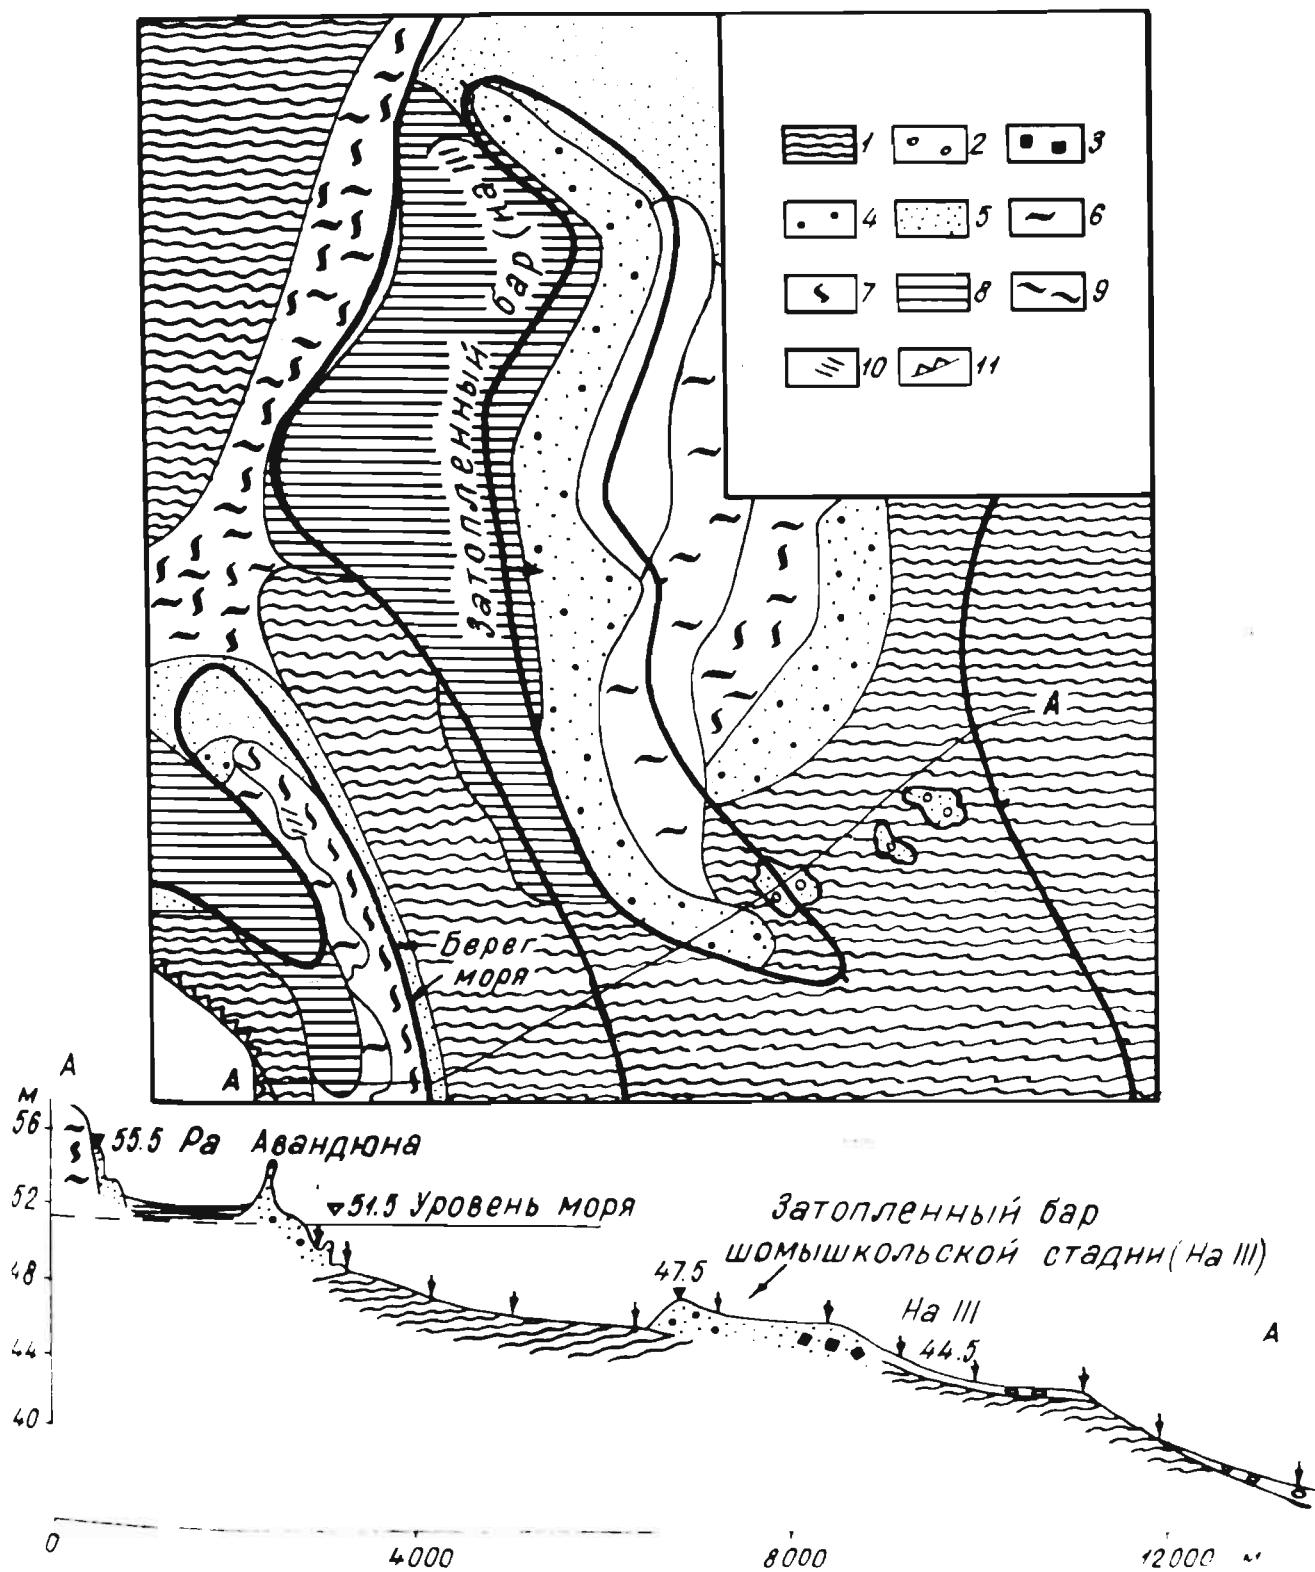 1 2 3
4 5 6
7 8 9
10 11
Затопленный бар (На
III
Берег
моря
А
А
А
м
56
55.5 Ра Авандюна
52
▽51.5 Уровень моря
Затопленный бар
шомышкольской стадни (На III)
48
47.5
На III
44.5
А
44
40
0 4000 8000 12000 м